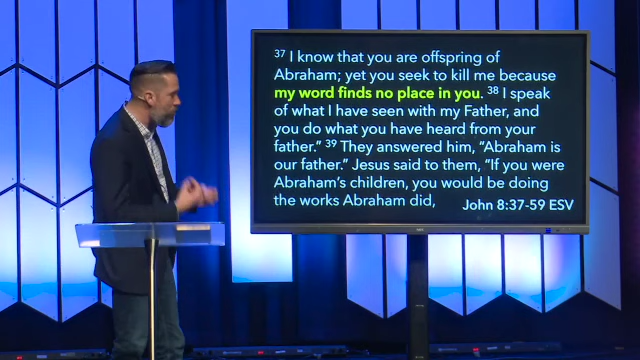 37 I know that you are offspring of
Abraham; yet you seek to kill me because
my word finds no place in you. 38 I speak
of what I have seen with my Father, and
you do what you have heard from your
father.” 39 They answered him, “Abraham is
our father.” Jesus said to them, “If you were
Abraham’s children, you would be doing
the works Abraham did,
John 8:37-59 ESV